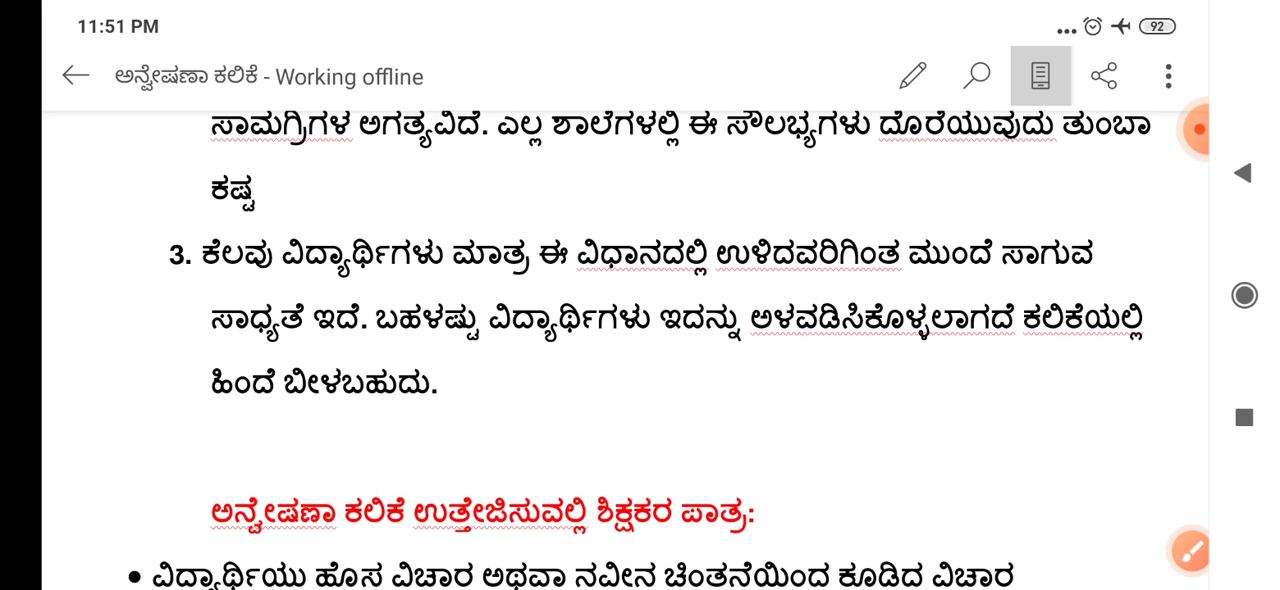 11:51 PM
92
ಅನ್ವೇಷಣಾ ಕಲಿಕೆ - Working offline
ಸಾಮಗ್ರಿಗಳ ಅಗತ್ಯವಿದೆ. ಎಲ್ಲ ಶಾಲೆಗಳಲ್ಲಿ ಈ ಸೌಲಭ್ಯಗಳು ದೊರೆಯುವುದು ತುಂಬಾ
ಕಷ್ಟ
3. ಕೆಲವು ವಿದ್ಯಾರ್ಥಿಗಳು ಮಾತ್ರ ಈ ವಿಧಾನದಲ್ಲಿ ಉಳಿದವರಿಗಿಂತ ಮುಂದೆ ಸಾಗುವ
ಸಾಧ್ಯತೆ ಇದೆ. ಬಹಳಷ್ಟು ವಿದ್ಯಾರ್ಥಿಗಳು ಇದನ್ನು ಅಳವಡಿಸಿಕೊಳ್ಳಲಾಗದೆ ಕಲಿಕೆಯಲ್ಲಿ
ಹಿಂದೆ ಬೀಳಬಹುದು.
ಅನ್ವೇಷಣಾ ಕಲಿಕೆ ಉತ್ತೇಜಿಸುವಲ್ಲಿ ಶಿಕ್ಷಕರ ಪಾತ್ರ:
• ವಿದ್ಯಾರ್ಥಿಯು ಹೊಸ ವಿಚಾರ ಅಥವಾ ನವೀನ ಚಿಂತನೆಯಿಂದ ಕೂಡಿದ ವಿಚಾರ